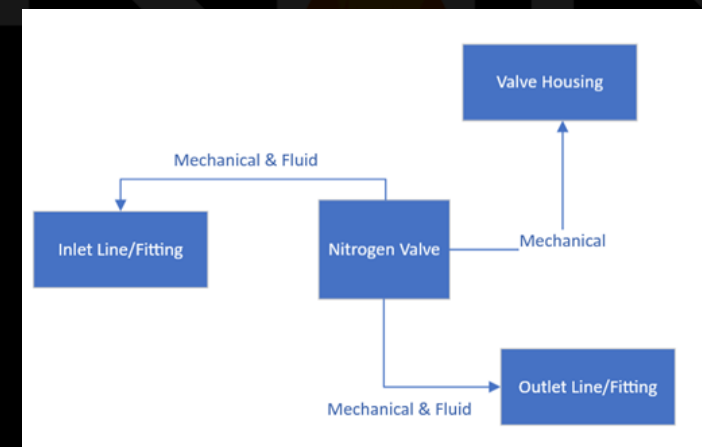 Valve Housing
Mechanical & Fluid
Inlet Line/Fitting
Nitrogen Valve
Mechanical
Outlet Line/Fitting
Mechanical & Fluid